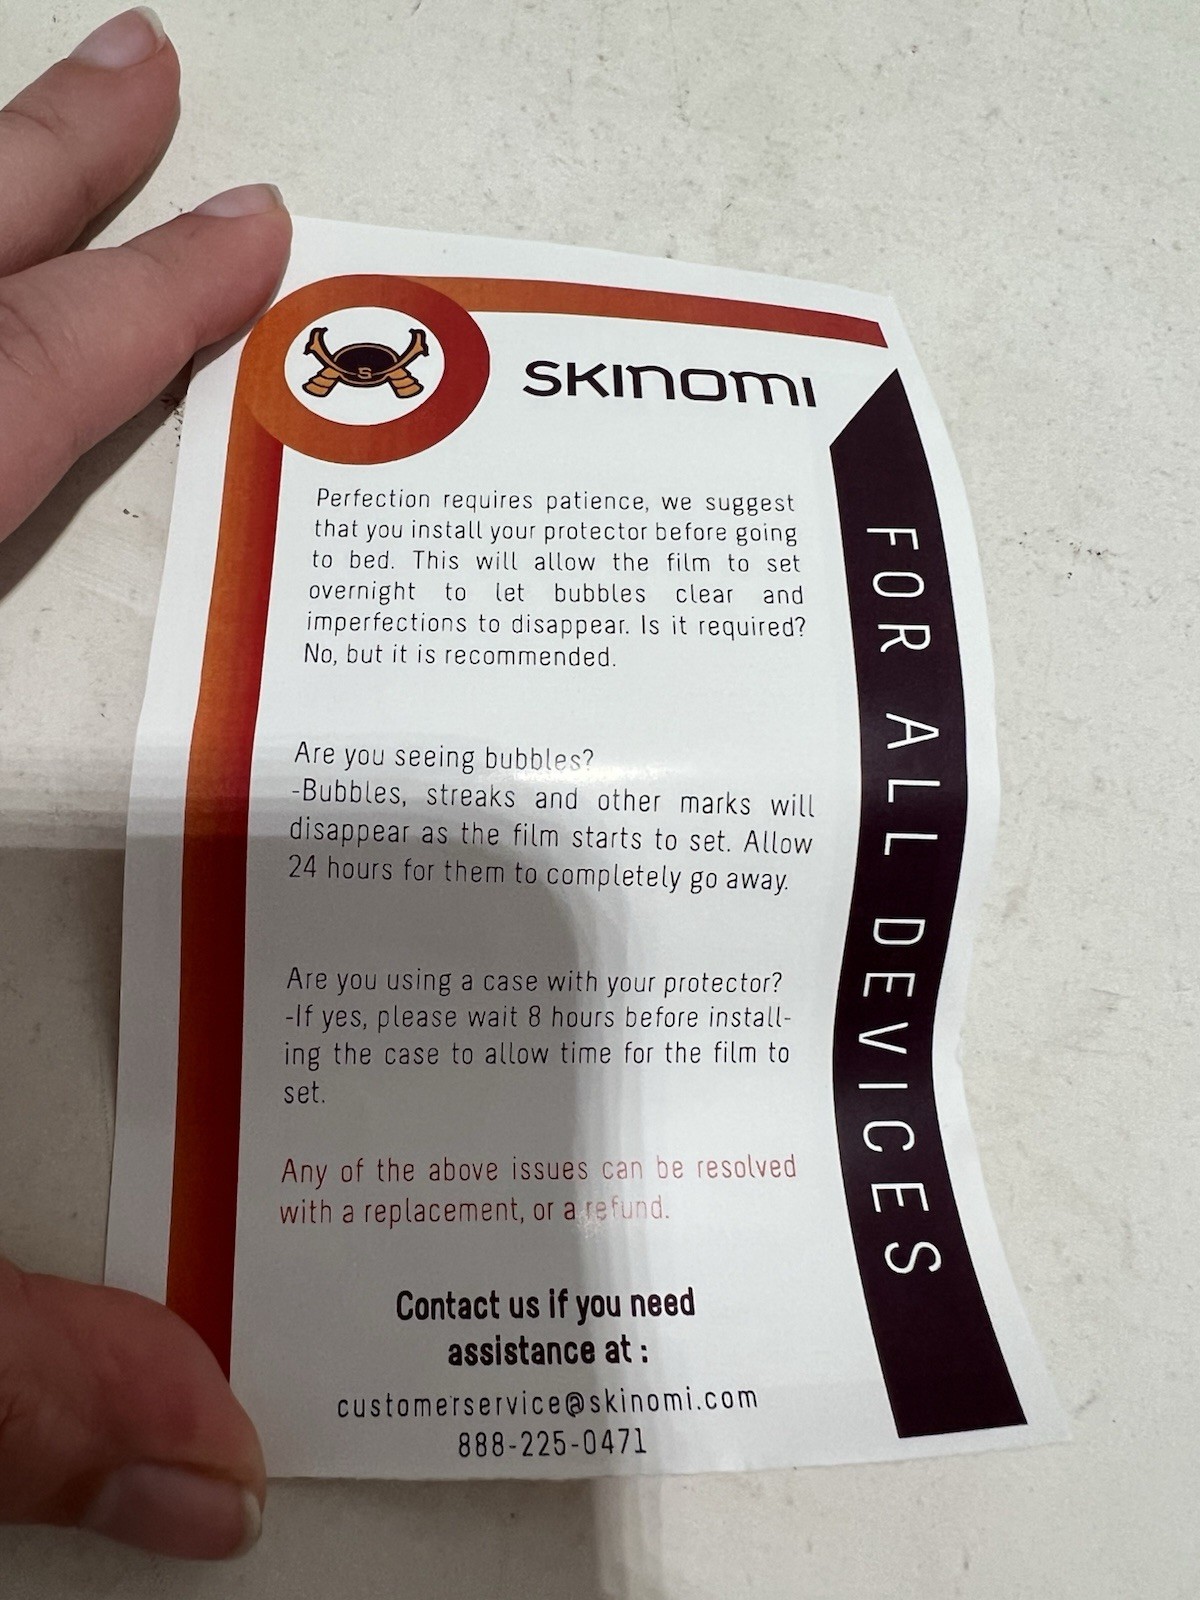 S
SKINOMI
Perfection requires patience, we suggest
that you install your protector before going
to bed. This will allow the film to set
overnight to let bubbles clear and
imperfections to disappear. Is it required?
No, but it is recommended.
Are you seeing bubbles?
-Bubbles, streaks and other marks will
disappear as the film starts to set. Allow
24 hours for them to completely go away.
Are you using a case with your protector?
-If yes, please wait 8 hours before install-
ing the case to allow time for the film to
set.
Any of the above issues can be resolved
with a replacement, or a refund.
Contact us if you need
assistance at :
customerservice@skinomi.com
888-225-0471
FOR ALL DEVICES